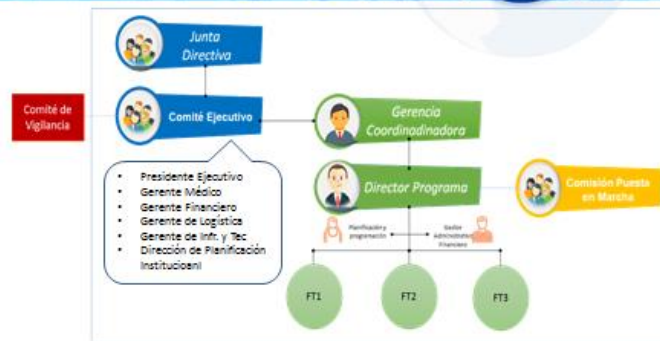 Junta
Directiva
Comité de
Vigilancia
Comité Ejecutivo
Gerencia
Coordinadinadora
• Presidente Ejecutivo
• Gerente Médico
• Gerente Financiero
• Gerente de Logística
• Gerente de Infr. y Tec
• Dirección de Planificación
Institucioanl
Director Programa
Comisión Puesta
en Marcha
Planificación y
programación
Gestor
Administrativo
Financiero
FT1
FT2
FT3